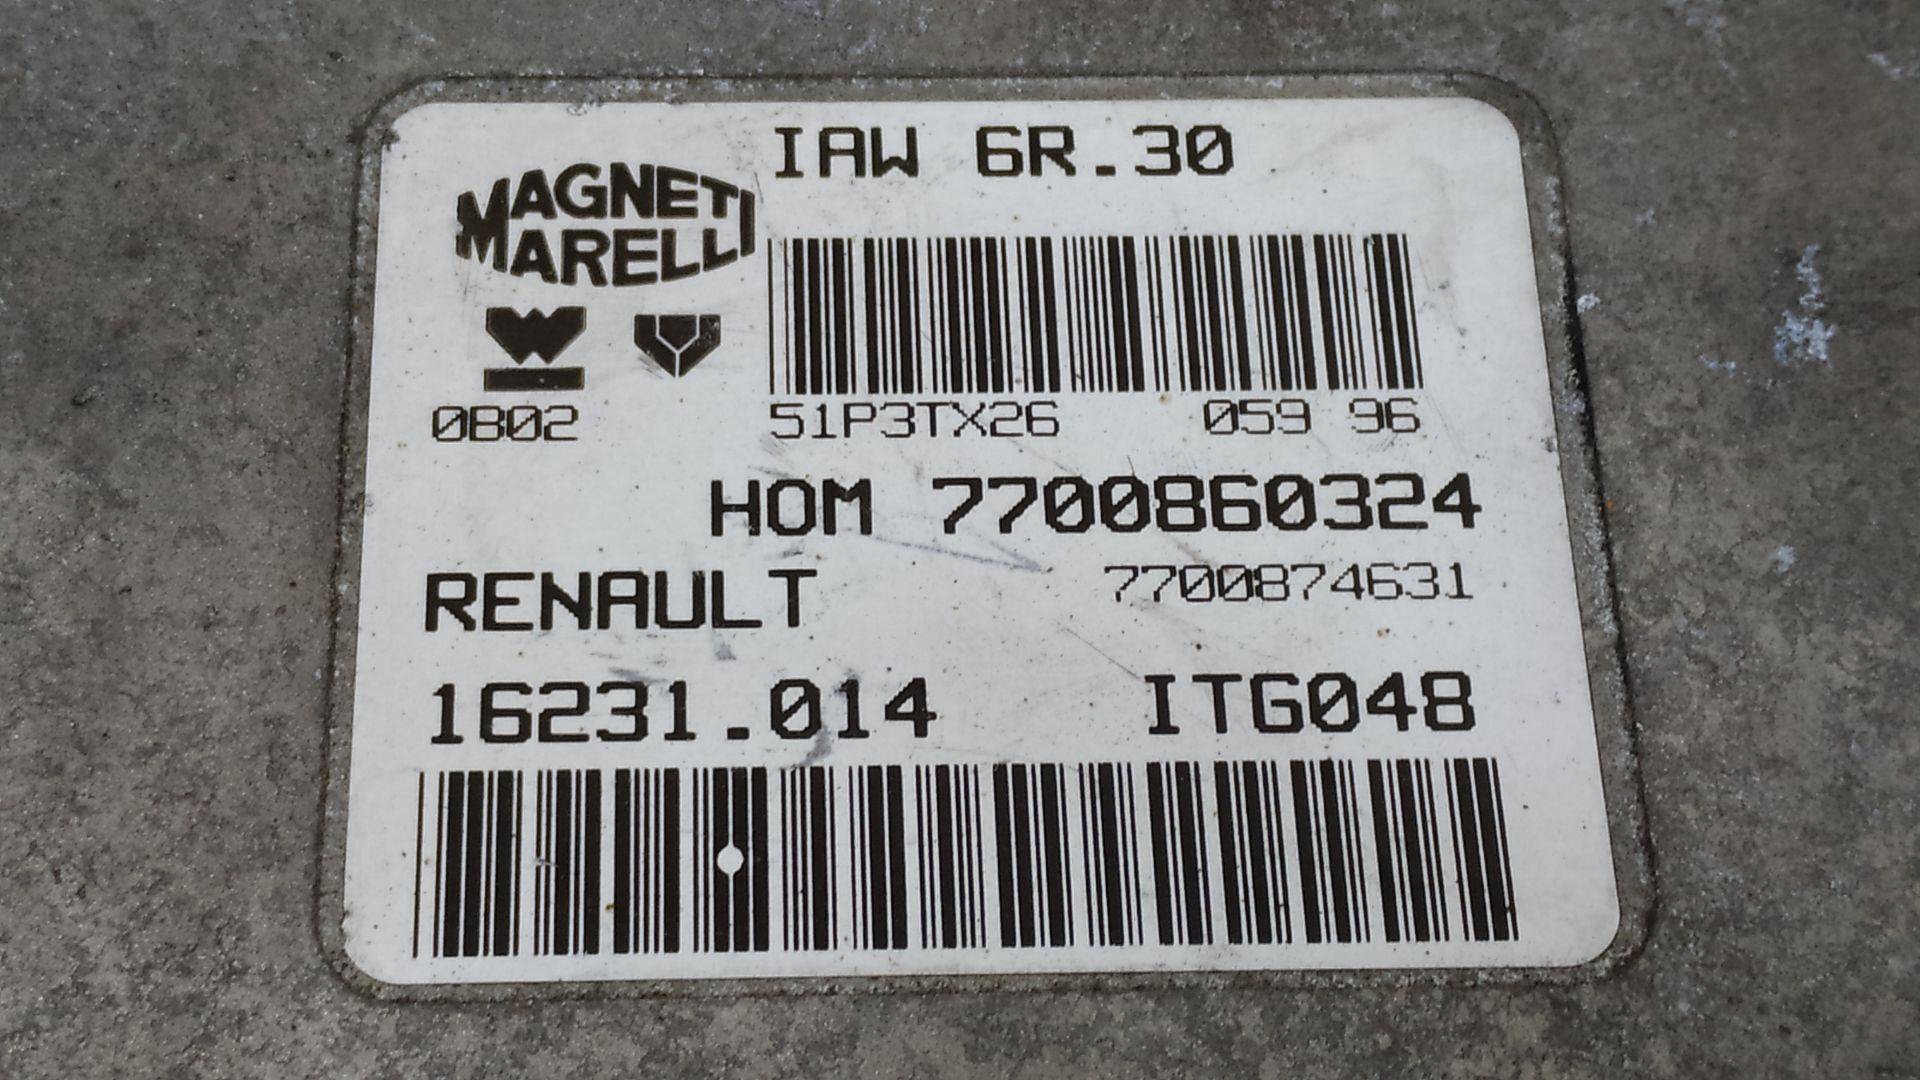 IAW 6R.30
MAGNETI
MARELLI
0B02
51P3TX26 059 96
HOM 7700860324
RENAULT 7700874631
16231.014 ITG048